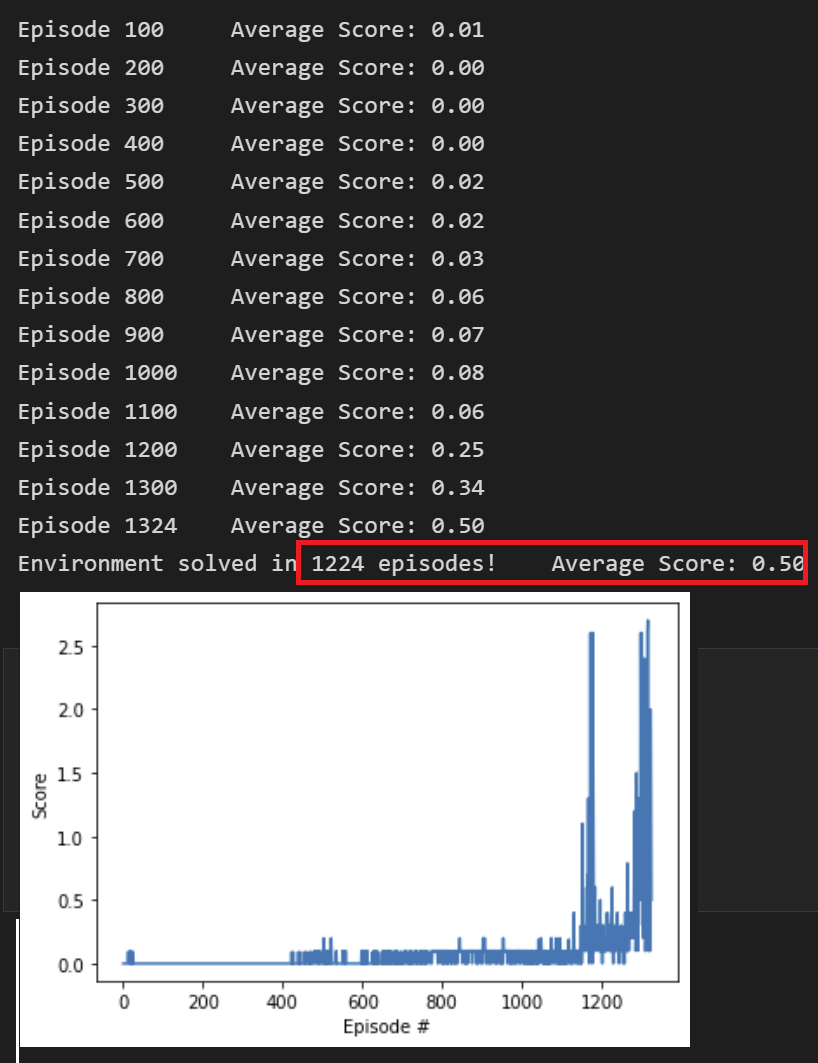 Episode 100 Average Score: 0.01
Episode 200 Average Score: 0.00
Episode 300 Average Score: 0.00
Episode 400 Average Score: 0.00
Episode 500 Average Score: 0.02
Episode 600 Average Score: 0.02
Episode 700 Average Score: 0.03
Episode 800 Average Score: 0.06
Episode 900 Average Score: 0.07
Episode 1000 Average Score: 0.08
Episode 1100 Average Score: 0.06
Episode 1200 Average Score: 0.25
Episode 1300 Average Score: 0.34
Episode 1324 Average Score: 0.50
Environment solved in 1224 episodes! Average Score: 0.50
2.5
2.0
1.5
1.0
0.5
0.0
Score
0 200 400 600 800 1000 1200
Episode #